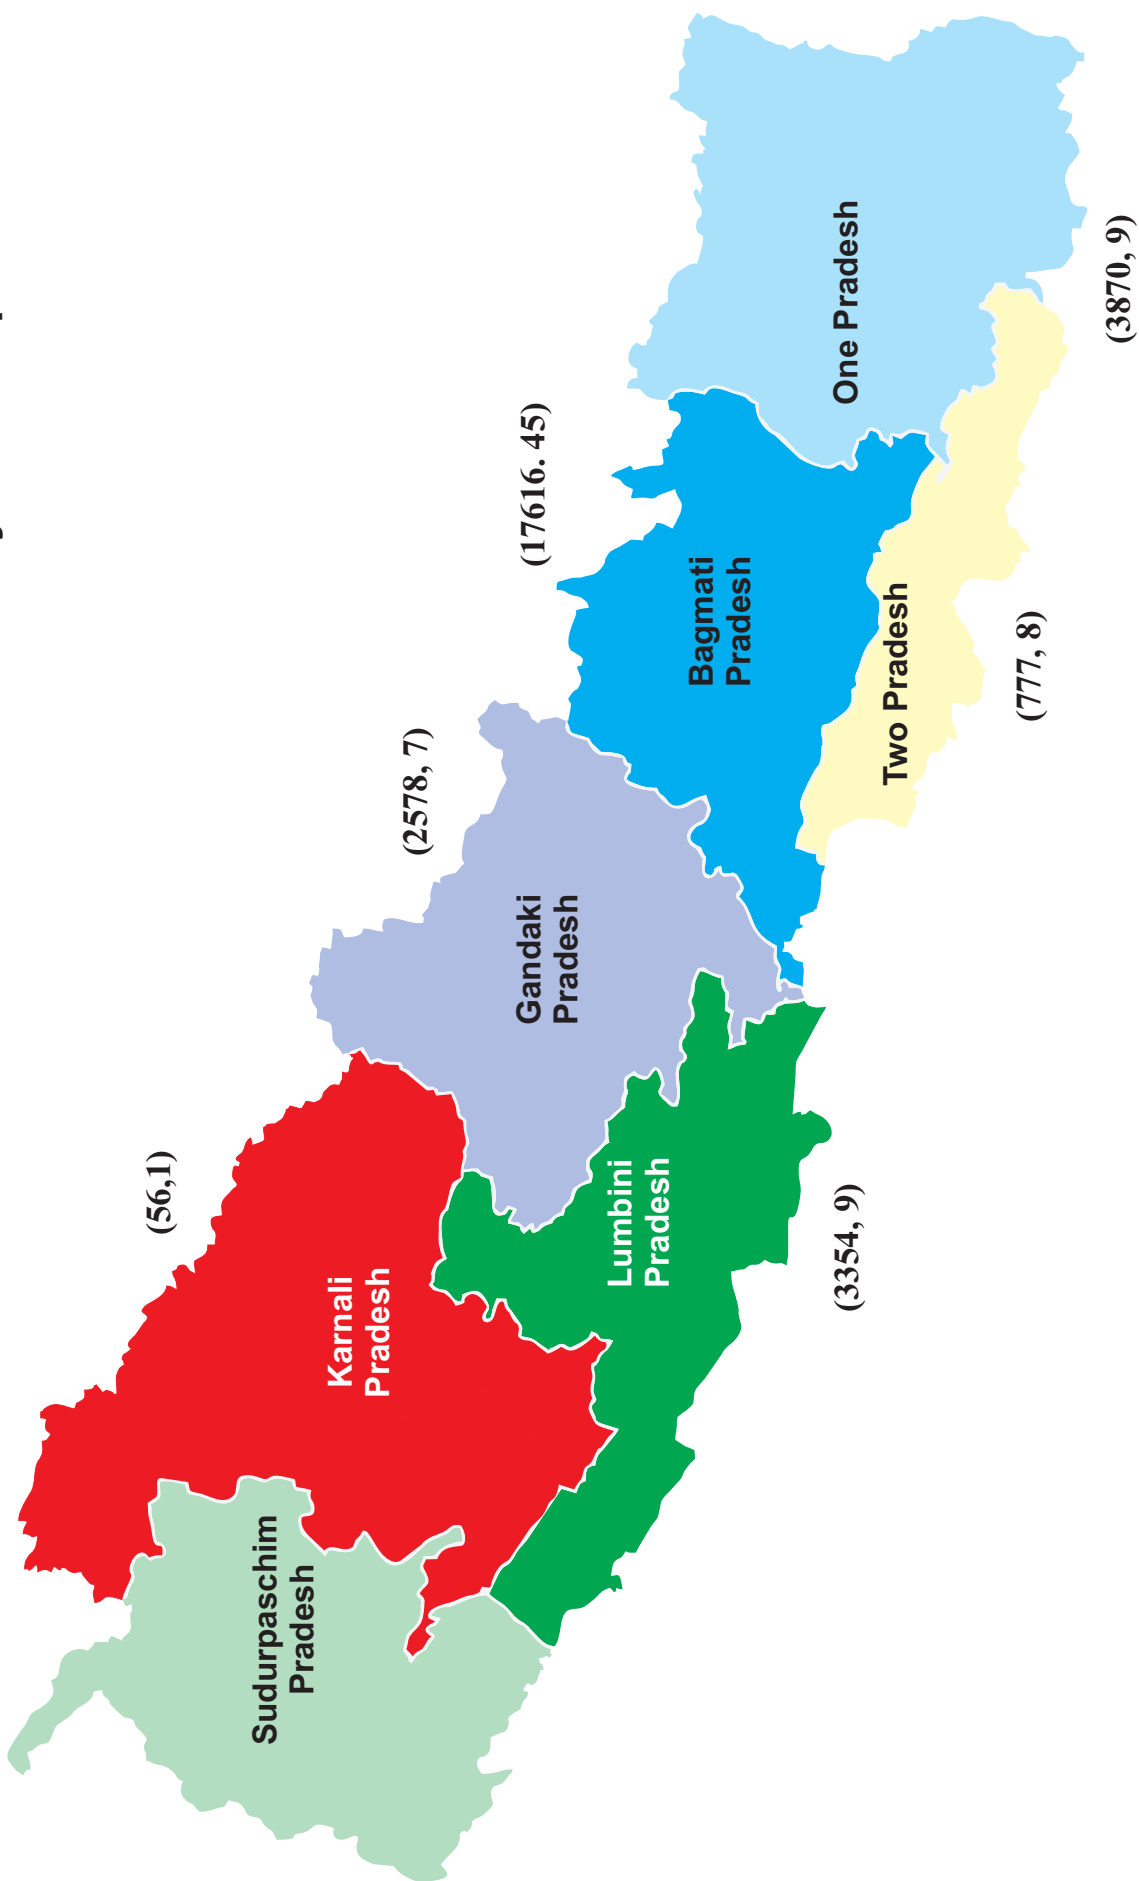 Sudurpaschim
Pradesh
Karnali
Pradesh
(56,1)
Lumbini
Pradesh
(3354, 9)
Gandaki
Pradesh
(2578, 7)
Bagmati
Pradesh
(17616. 45)
Two Pradesh
(777, 8)
One Pradesh
(3870, 9)